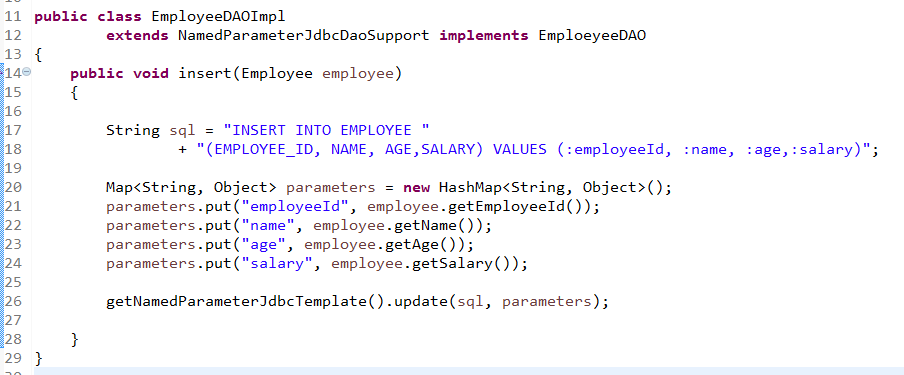 11 public class EmployeeDAOImpl
12 extends NamedParameterJdbcDaoSupport implements EmploeyeeDAO
13 {
14 public void insert(Employee employee)
15 {
16
17 String sql = "INSERT INTO EMPLOYEE "
18 + "(EMPLOYEE_ID, NAME, AGE,SALARY) VALUES (:employeeId, :name, :age,:salary)";
19
20 Map<String, Object> parameters = new HashMap<String, Object>();
21 parameters.put("employeeId", employee.getEmployeeId());
22 parameters.put("name", employee.getName());
23 parameters.put("age", employee.getAge());
24 parameters.put("salary", employee.getSalary());
25
26 getNamedParameterJdbcTemplate().update(sql, parameters);
27
28 }
29 }